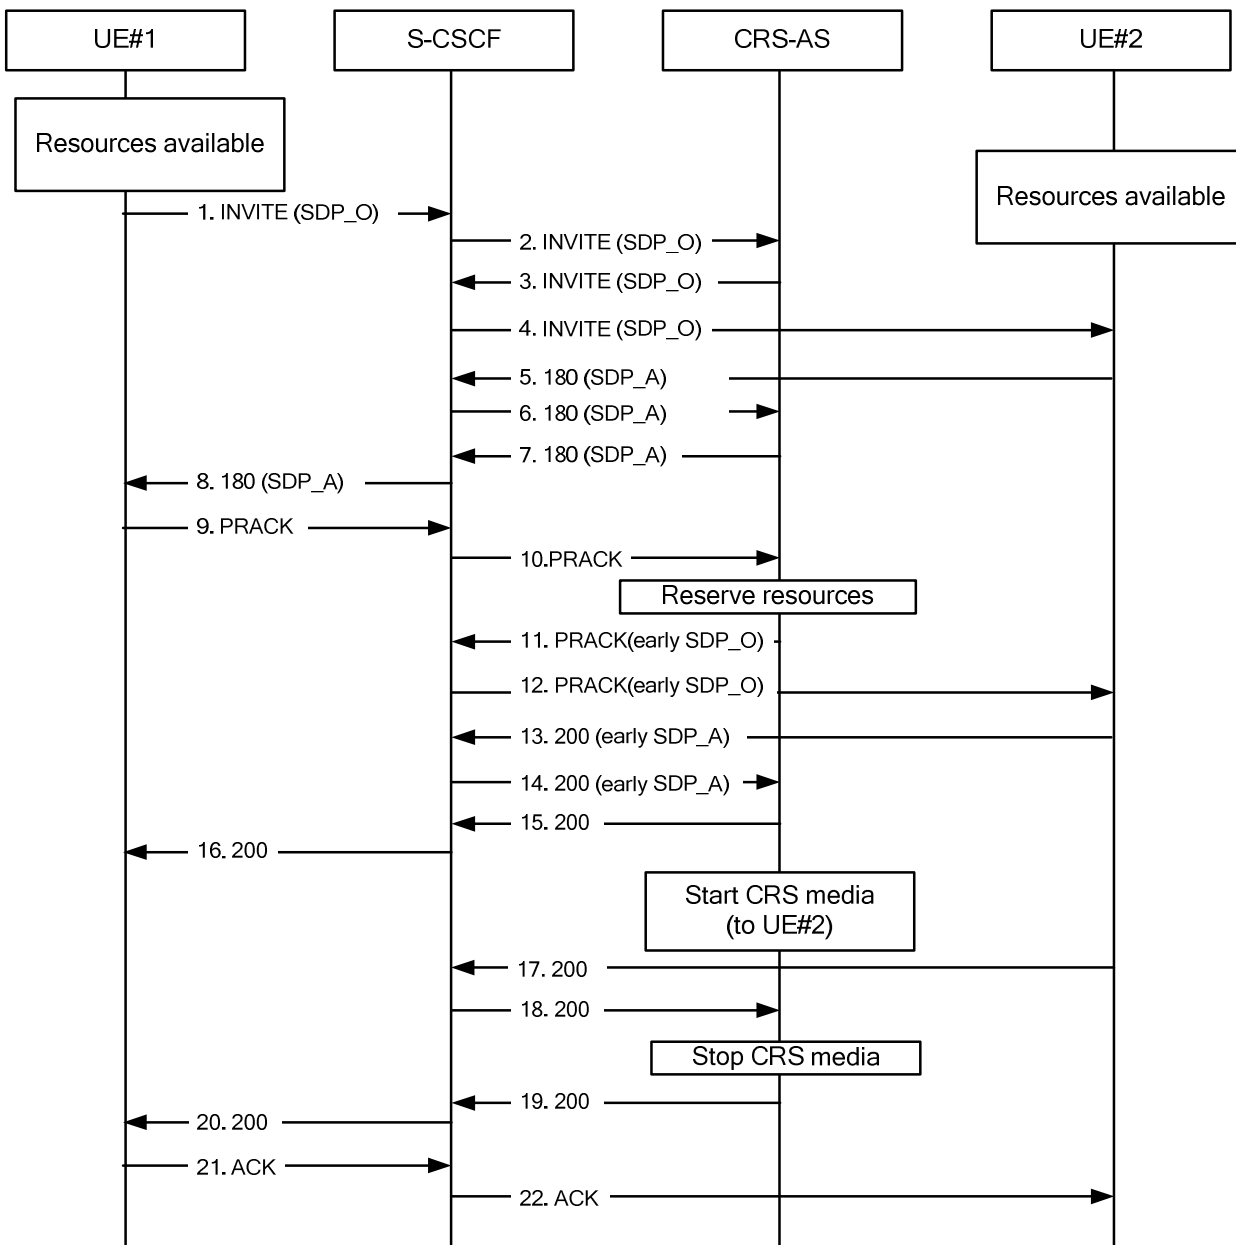 UE#1
S-CSCF
CRS-AS
UE#2
Resources available
Resources available
1. INVITE (SDP_O)
2. INVITE (SDP_O)
3. INVITE (SDP_O)
4. INVITE (SDP_O)
5. 180 (SDP_A)
6. 180 (SDP_A)
7. 180 (SDP_A)
8. 180 (SDP_A)
9. PRACK
10.PRACK
Reserve resources
11. PRACK(early SDP_O)
12. PRACK(early SDP_O)
13. 200 (early SDP_A)
14. 200 (early SDP_A)
15. 200
16. 200
Start CRS media
(to UE#2)
17. 200
18. 200
Stop CRS media
19. 200
20. 200
21. ACK
22. ACK